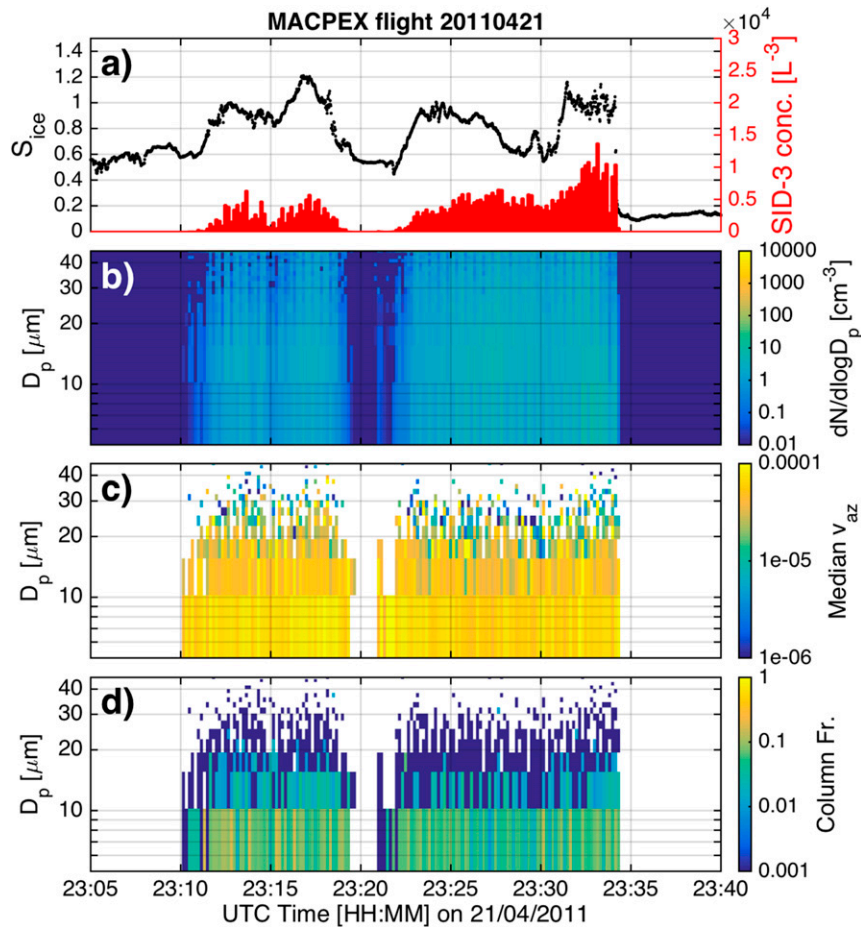 MACPEX flight 20110421
×10⁴
a)
1.4
1.2
1
0.8
0.6
0.4
0.2
0
S_ice
3
2.5
2
1.5
1
0.5
0
SID-3 conc. [L⁻³]
b)
40
30
20
10
D_p [μm]
10000
1000
100
10
1
0.1
0.01
dN/dlogD_p [cm⁻³]
c)
40
30
20
10
D_p [μm]
0.0001
1e-05
1e-06
Median v_az
d)
40
30
20
10
D_p [μm]
1
0.1
0.01
0.001
Column Fr.
23:05 23:10 23:15 23:20 23:25 23:30 23:35 23:40
UTC Time [HH:MM] on 21/04/2011